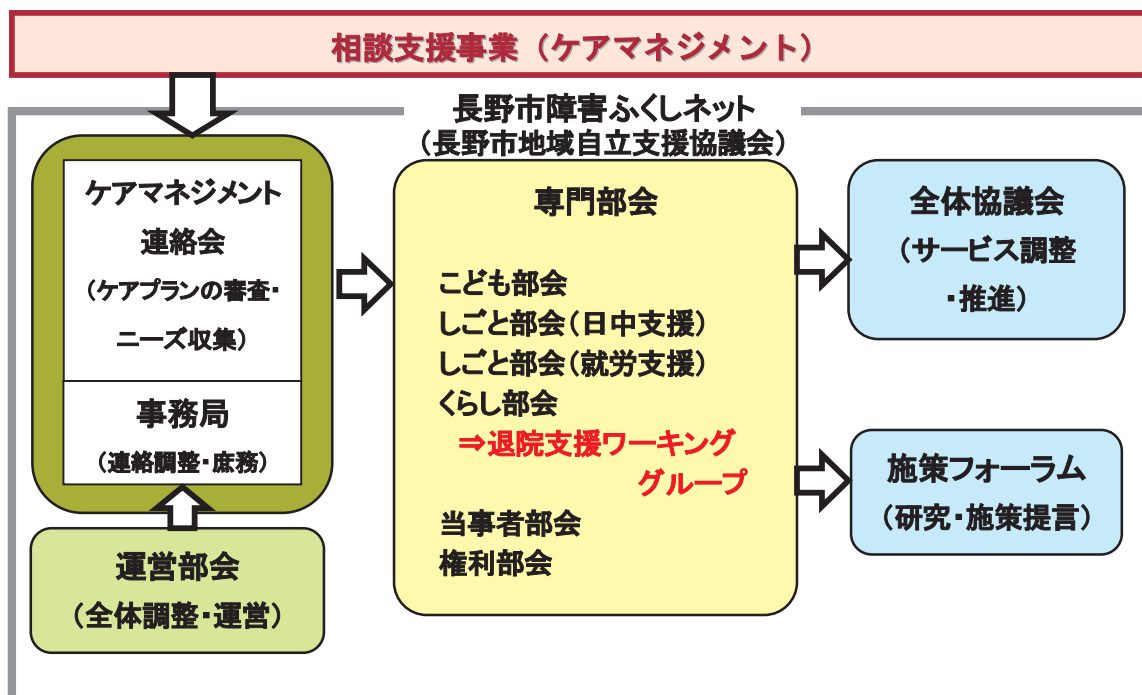 相談支援事業（ケアマネジメント）
長野市障害ふくしネット
（長野市地域自立支援協議会）
ケアマネジメント
連絡会
（ケアプランの審査・
ニーズ収集）
事務局
（連絡調整・庶務）
運営部会
（全体調整・運営）
専門部会
こども部会
しごと部会（日中支援）
しごと部会（就労支援）
くらし部会
⇒退院支援ワーキング
グループ
当事者部会
権利部会
全体協議会
（サービス調整
・推進）
施策フォーラム
（研究・施策提言）